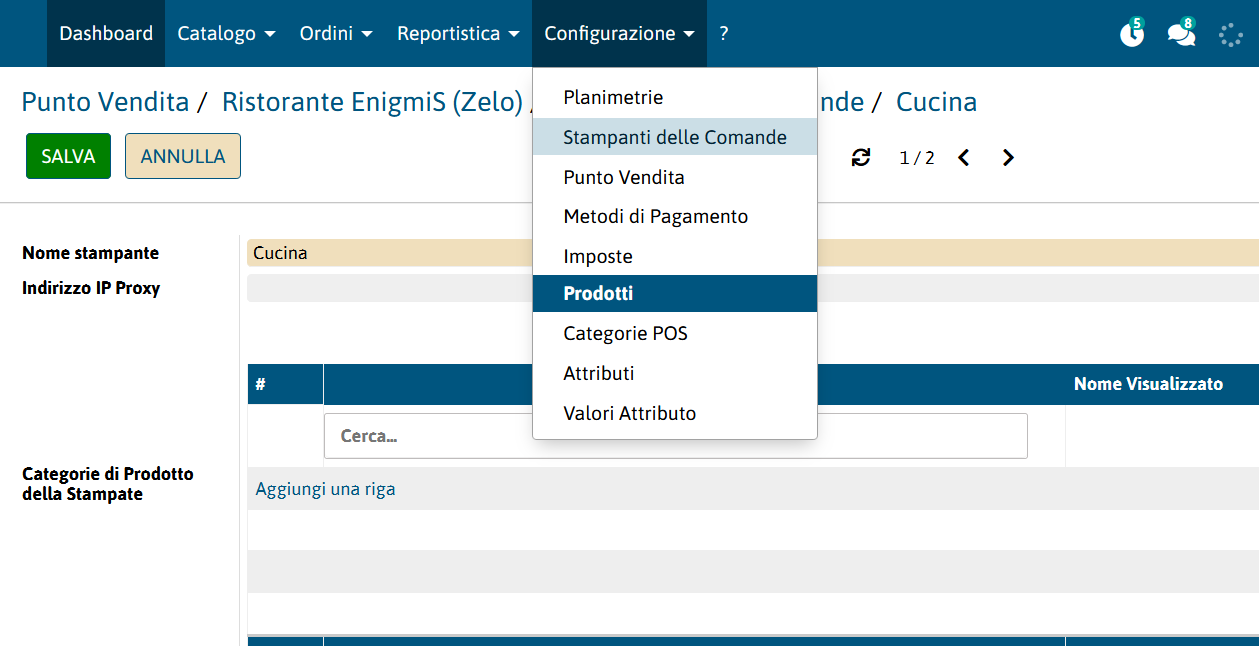 Dashboard Catalogo Ordini Reportistica Configurazione ? 5 8
Punto Vendita / Ristorante EnigmiS (Zelo) / nde / Cucina
SALVA ANNULLA 1 / 2
Planimetrie
Stampanti delle Comande
Punto Vendita
Metodi di Pagamento
Imposte
Prodotti
Categorie POS
Attributi
Valori Attributo
Nome stampante Cucina
Indirizzo IP Proxy
# Nome Visualizzato
Cerca...
Categorie di Prodotto
della Stampate
Aggiungi una riga